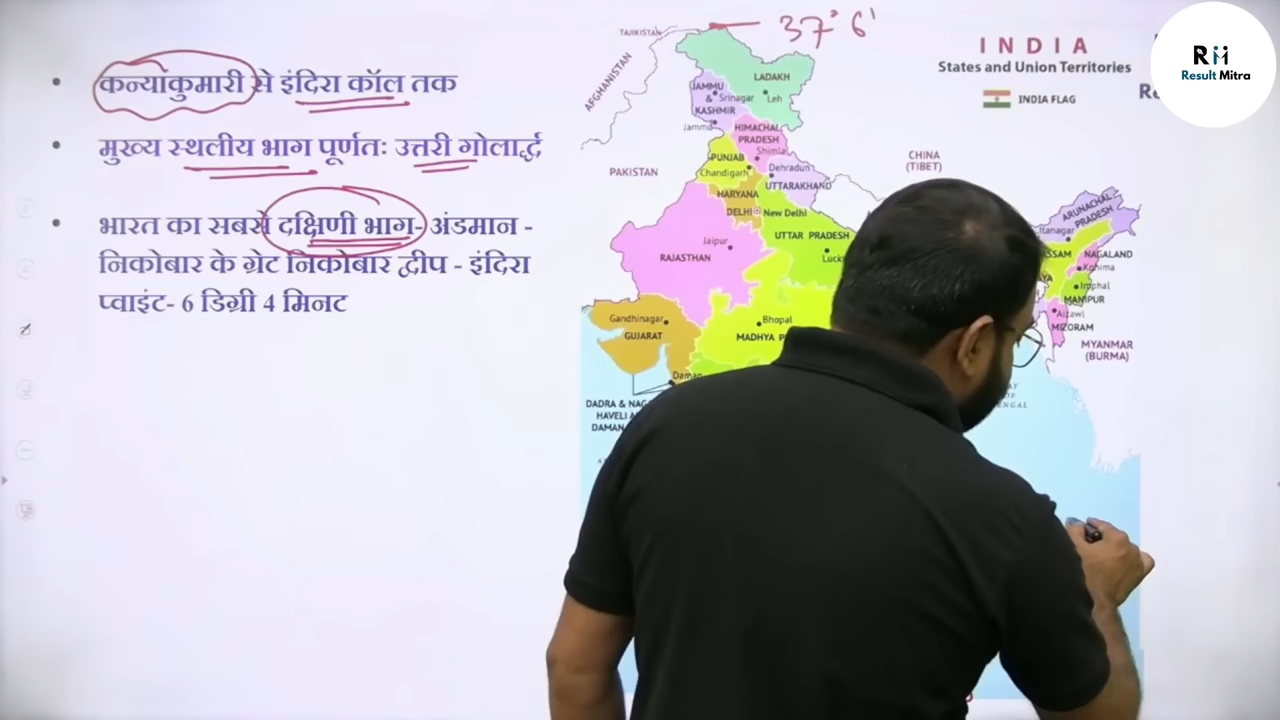 • कन्याकुमारी से इंदिरा कॉल तक
• मुख्य स्थलीय भाग पूर्णतः उत्तरी गोलार्द्ध
• भारत का सबसे दक्षिणी भाग- अंडमान -
निकोबार के ग्रेट निकोबार द्वीप - इंदिरा
प्वाइंट- 6 डिग्री 4 मिनट
37° 6'
INDIA
States and Union Territories
INDIA FLAG
RM
Result Mitra
TAJIKISTAN
AFGHANISTAN
LADAKH
Leh
JAMMU
&
KASHMIR
Srinagar
Jammu
HIMACHAL
PRADESH
Shimla
PUNJAB
Chandigarh
Dehradun
UTTARAKHAND
PAKISTAN
CHINA
(TIBET)
HARYANA
DELHI
New Delhi
UTTAR PRADESH
Jaipur
RAJASTHAN
ARUNACHAL
PRADESH
Itanagar
NAGALAND
Kohima
Imphal
MANIPUR
Aizawl
MIZORAM
MYANMAR
(BURMA)
Gandhinagar
GUJARAT
Bhopal
MADHYA
Daman
DADRA &
HAVELI
DAMAN